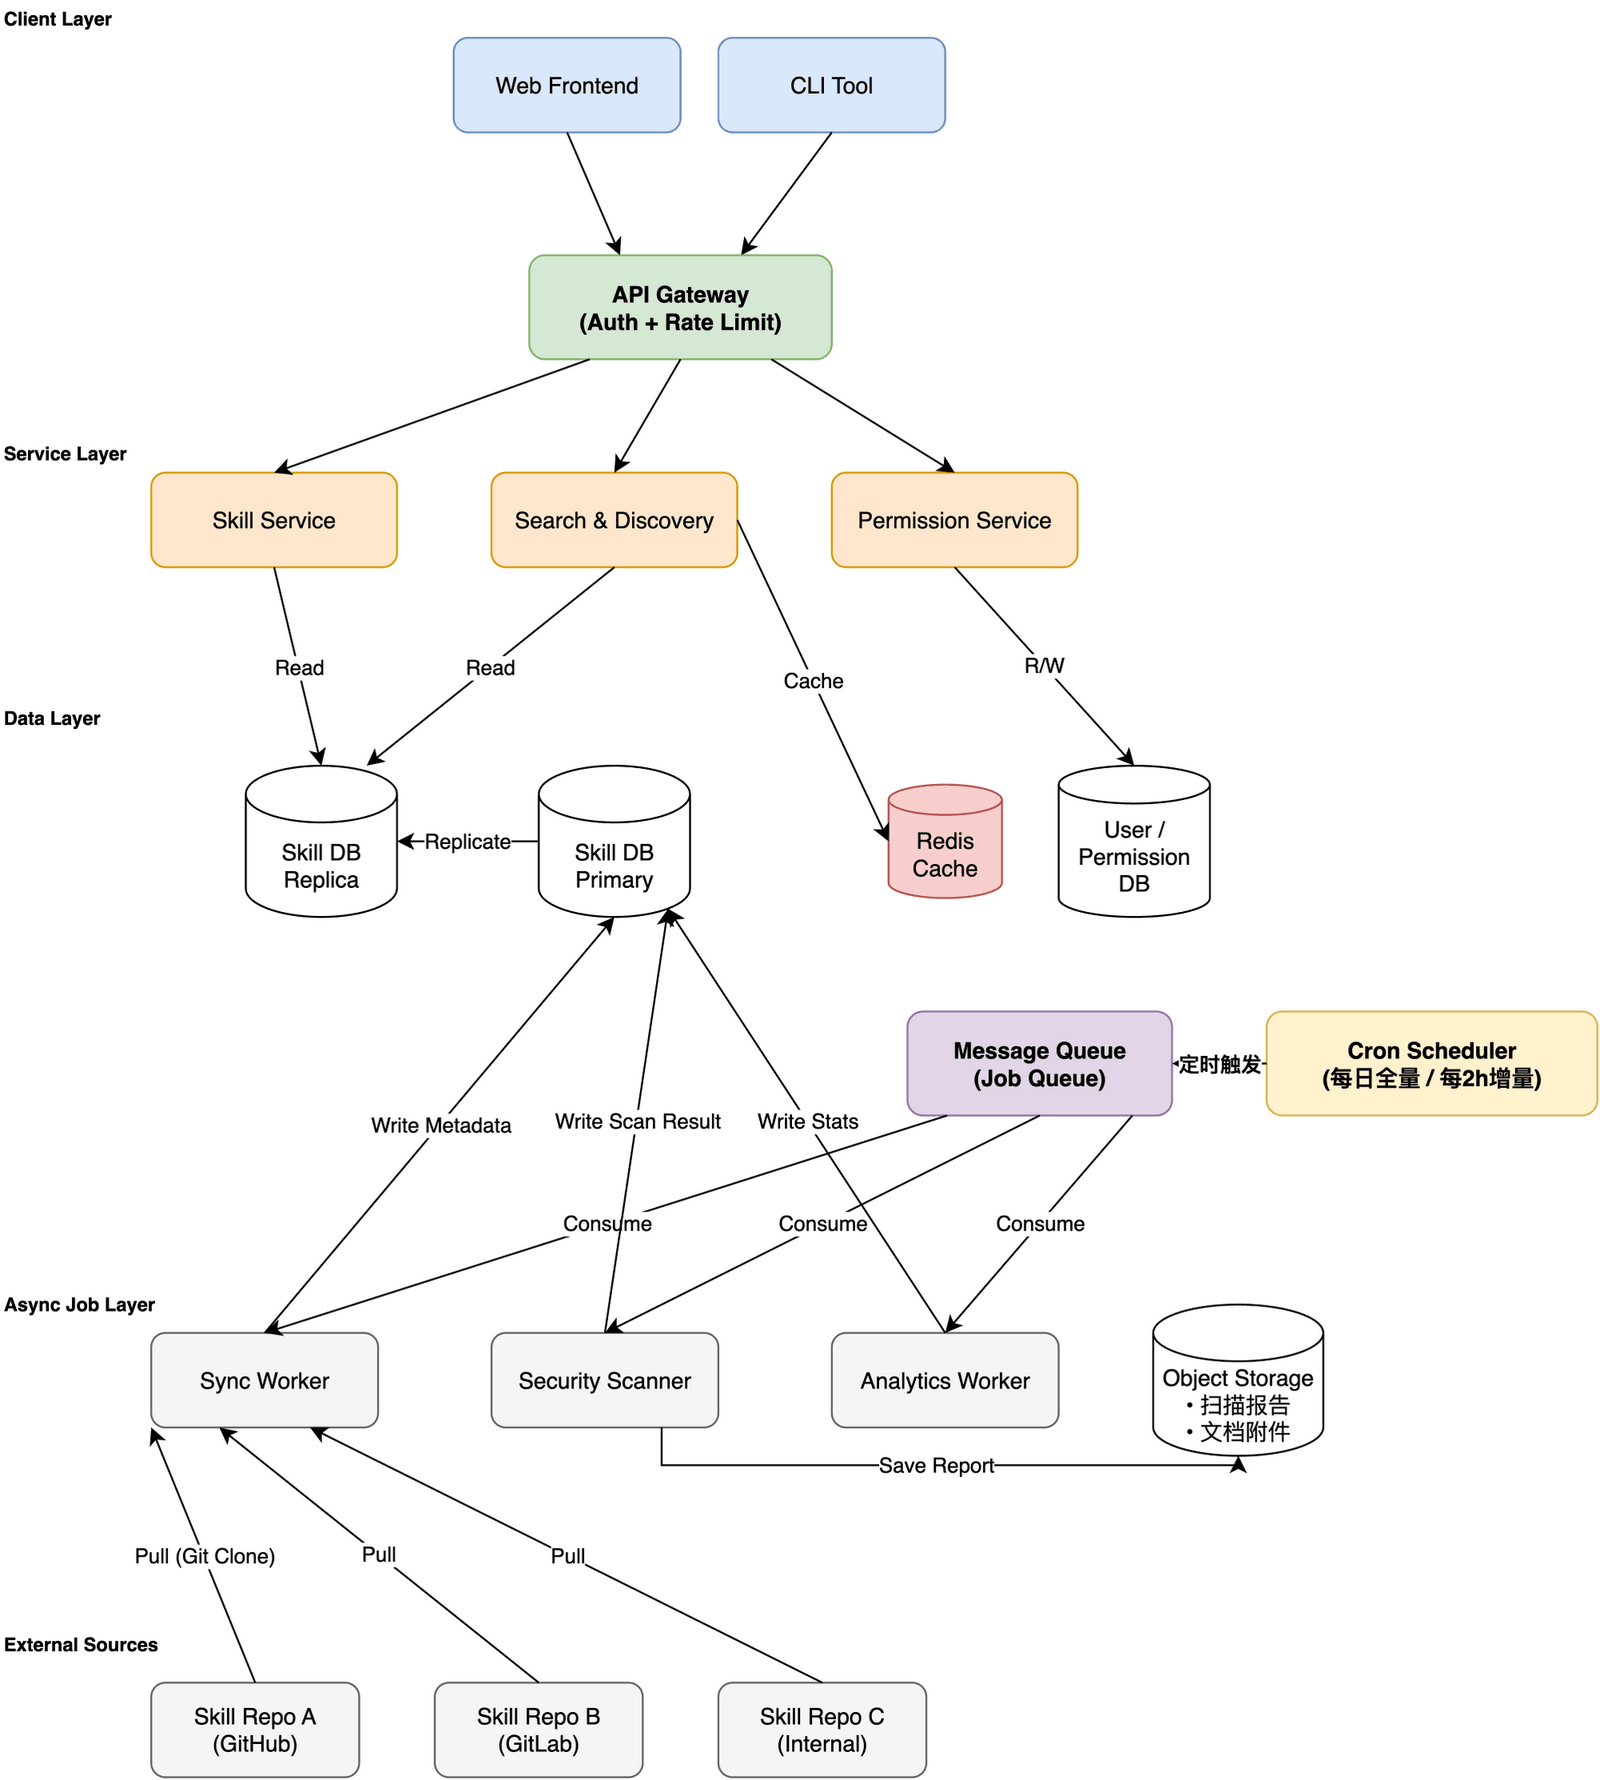 Client Layer
Web Frontend
CLI Tool
API Gateway
(Auth + Rate Limit)
Service Layer
Skill Service
Search & Discovery
Permission Service
Read
Read
Cache
R/W
Data Layer
Skill DB
Replica
Replicate
Skill DB
Primary
Redis
Cache
User /
Permission
DB
Message Queue
(Job Queue)
定时触发
Cron Scheduler
(每日全量 / 每2h增量)
Write Metadata
Write Scan Result
Write Stats
Consume
Consume
Consume
Async Job Layer
Sync Worker
Security Scanner
Analytics Worker
Object Storage
• 扫描报告
• 文档附件
Save Report
Pull (Git Clone)
Pull
Pull
External Sources
Skill Repo A
(GitHub)
Skill Repo B
(GitLab)
Skill Repo C
(Internal)